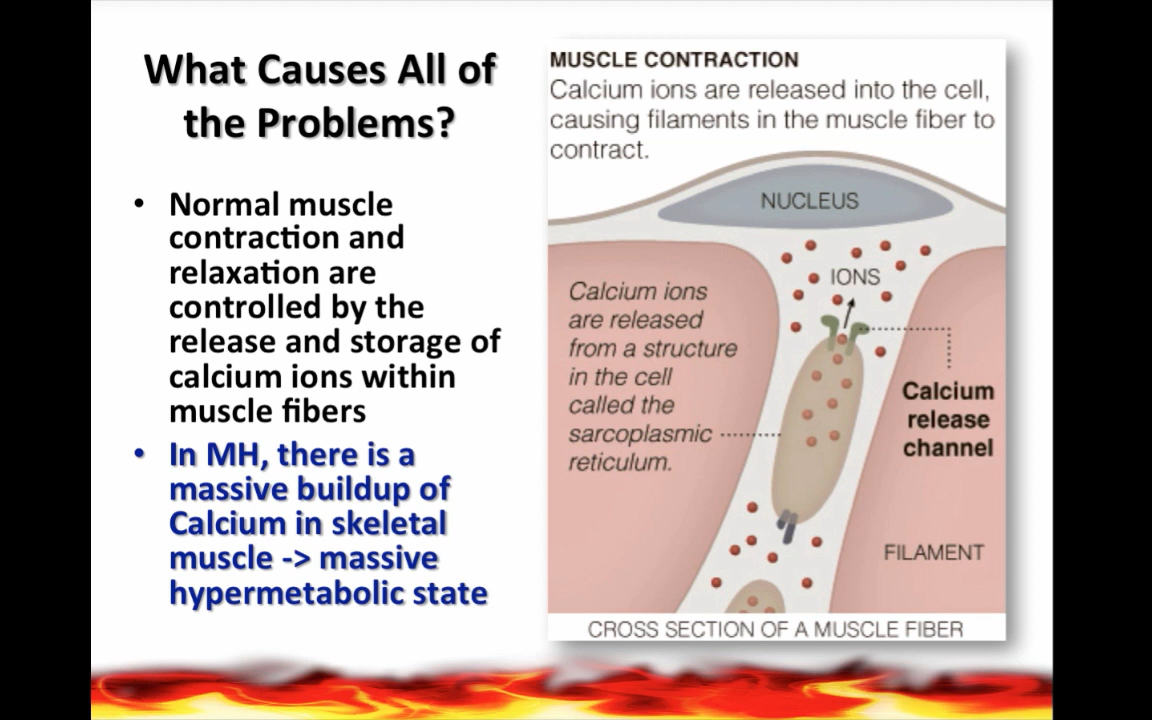 What Causes All of
the Problems?
• Normal muscle
contraction and
relaxation are
controlled by the
release and storage of
calcium ions within
muscle fibers
• In MH, there is a
massive buildup of
Calcium in skeletal
muscle -> massive
hypermetabolic state
MUSCLE CONTRACTION
Calcium ions are released into the cell,
causing filaments in the muscle fiber to
contract.
NUCLEUS
IONS
Calcium ions
are released
from a structure
in the cell
called the
sarcoplasmic
reticulum.
Calcium
release
channel
FILAMENT
CROSS SECTION OF A MUSCLE FIBER